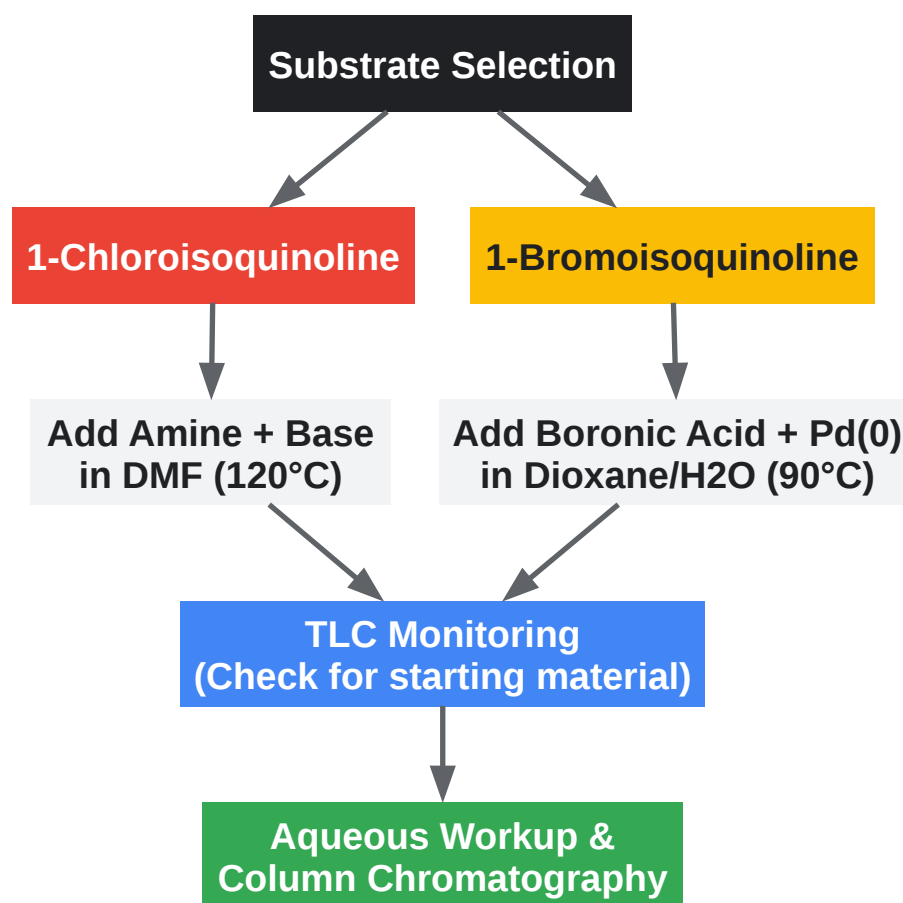 Substrate Selection
1-Chloroisoquinoline
1-Bromoisoquinoline
Add Amine + Base
in DMF (120°C)
Add Boronic Acid + Pd(0)
in Dioxane/H2O (90°C)
TLC Monitoring
(Check for starting material)
Aqueous Workup &
Column Chromatography